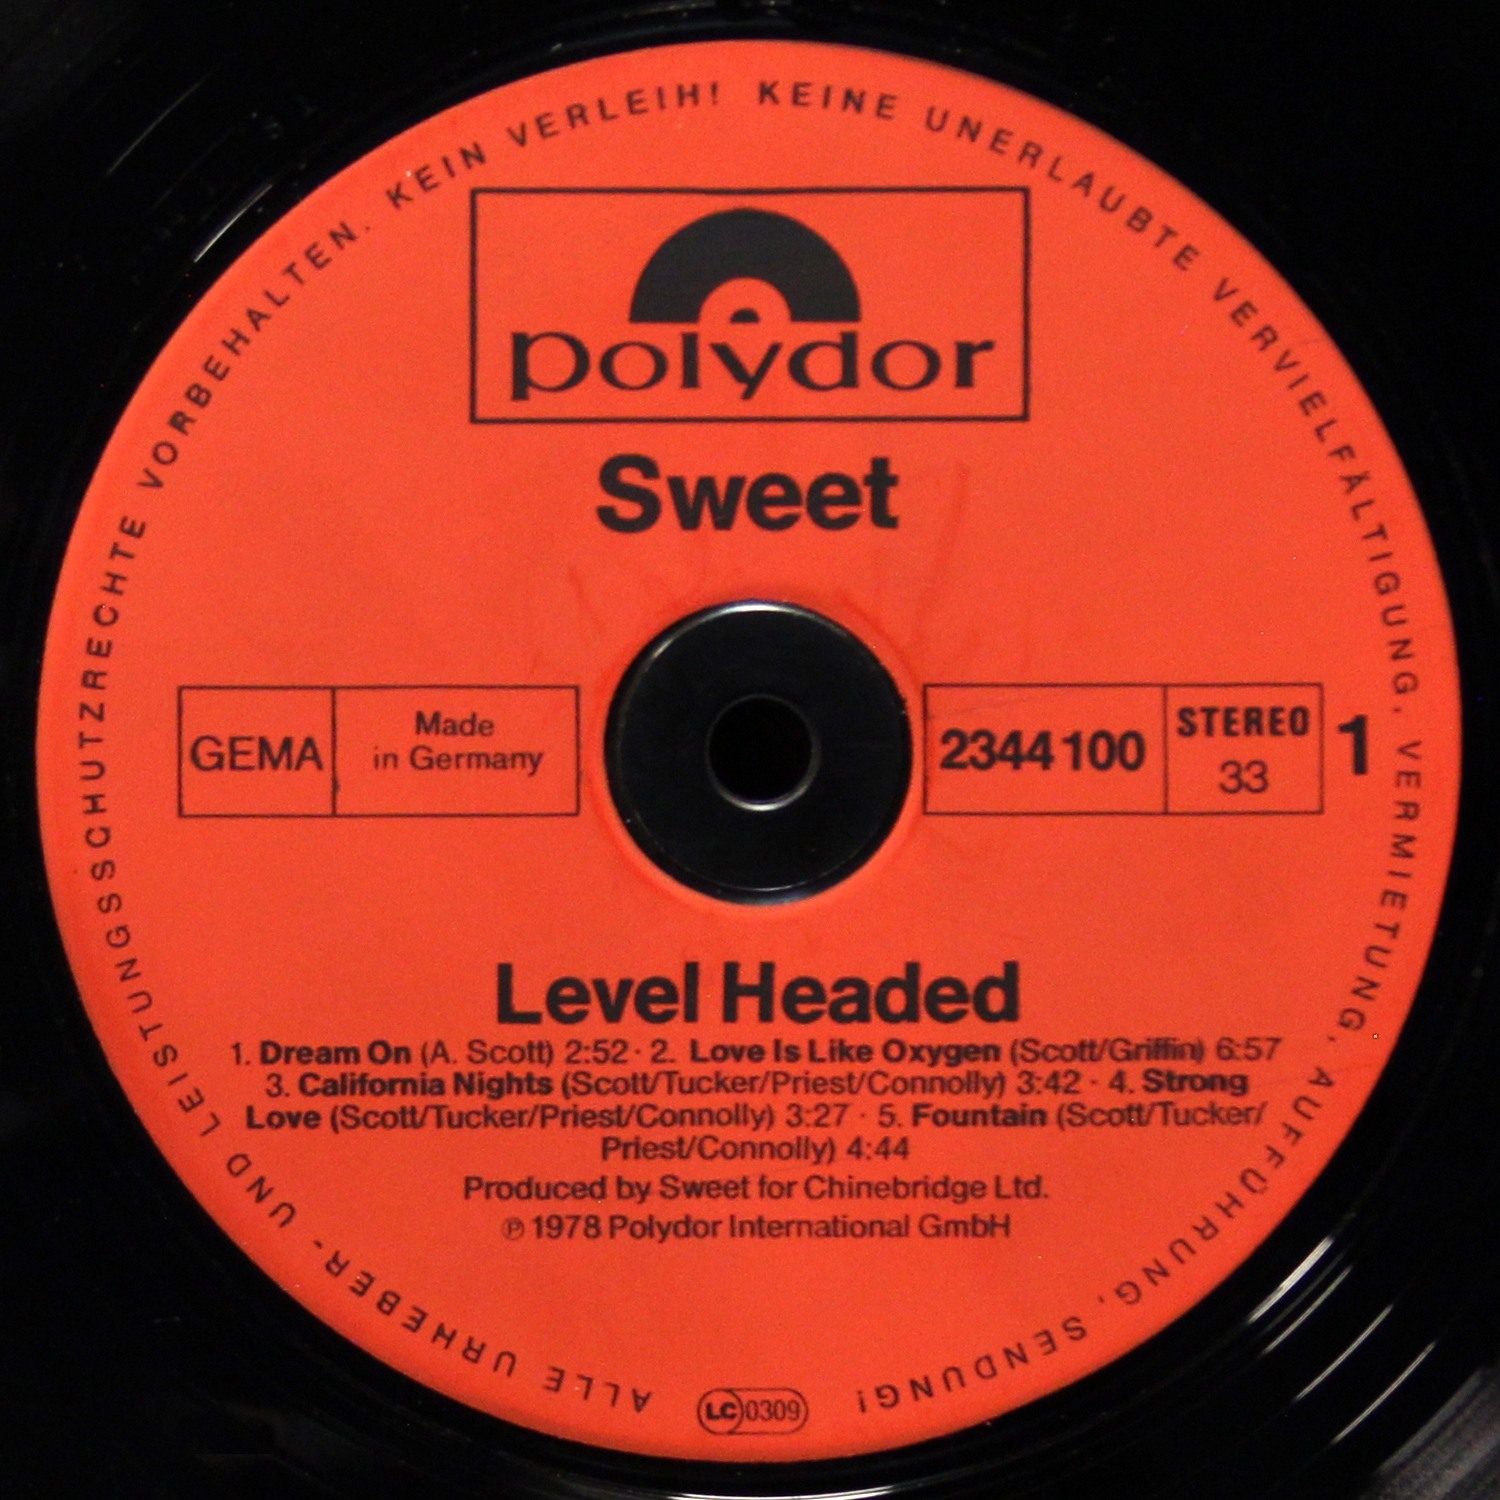 ALLE URHEBER- UND LEISTUNGSSCHUTZRECHTE VORBEHALTEN. KEIN VERLEIH! KEINE UNERLAUBTE VERVIELFÄLTIGUNG, VERMIETUNG, AUFFÜHRUNG, SENDUNG!
polydor
Sweet
GEMA
Made
in Germany
2344 100
STEREO
33
1
Level Headed
1. Dream On (A. Scott) 2:52 · 2. Love Is Like Oxygen (Scott/Griffin) 6:57
3. California Nights (Scott/Tucker/Priest/Connolly) 3:42 · 4. Strong
Love (Scott/Tucker/Priest/Connolly) 3:27 · 5. Fountain (Scott/Tucker/
Priest/Connolly) 4:44
Produced by Sweet for Chinebridge Ltd.
℗ 1978 Polydor International GmbH
LC 0309